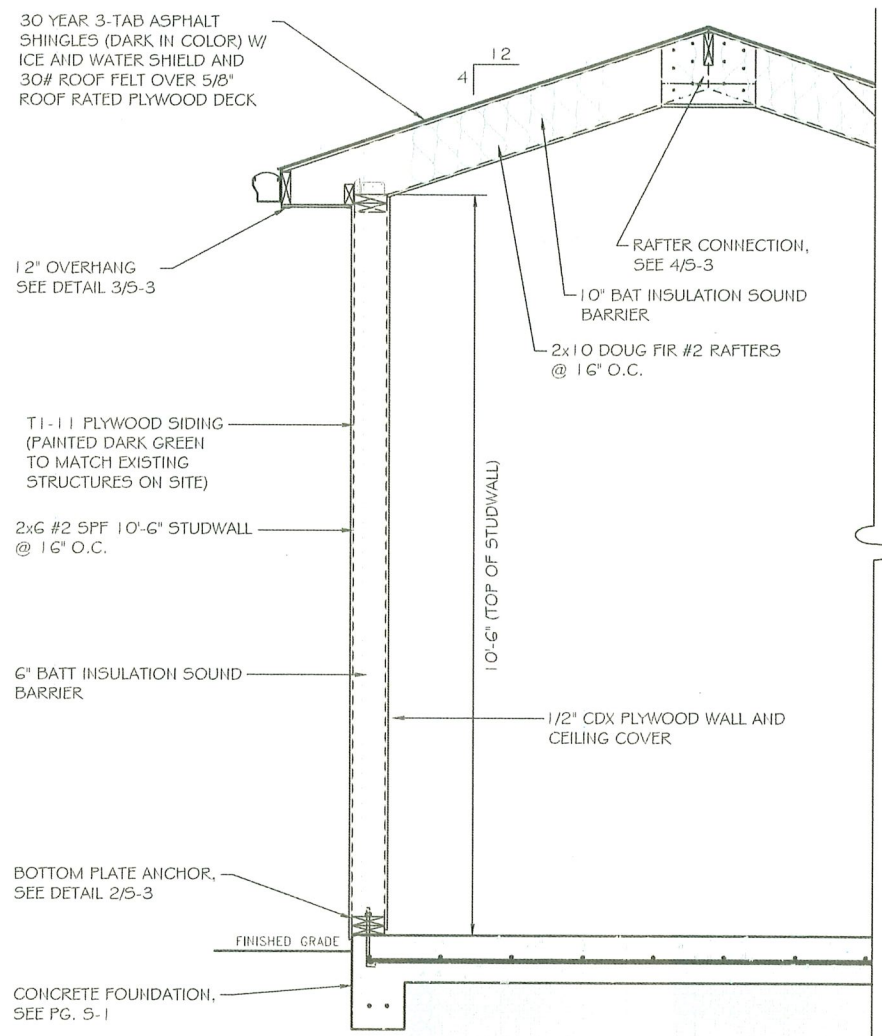 30 YEAR 3-TAB ASPHALT
SHINGLES (DARK IN COLOR) W/
ICE AND WATER SHIELD AND
30# ROOF FELT OVER 5/8"
ROOF RATED PLYWOOD DECK
12
4
12" OVERHANG
SEE DETAIL 3/S-3
RAFTER CONNECTION,
SEE 4/S-3
10" BAT INSULATION SOUND
BARRIER
2x10 DOUG FIR #2 RAFTERS
@ 16" O.C.
T1-11 PLYWOOD SIDING
(PAINTED DARK GREEN
TO MATCH EXISTING
STRUCTURES ON SITE)
2x6 #2 SPF 10'-6" STUDWALL
@ 16" O.C.
10'-6" (TOP OF STUDWALL)
6" BATT INSULATION SOUND
BARRIER
1/2" CDX PLYWOOD WALL AND
CEILING COVER
BOTTOM PLATE ANCHOR,
SEE DETAIL 2/S-3
FINISHED GRADE
CONCRETE FOUNDATION,
SEE PG. S-1